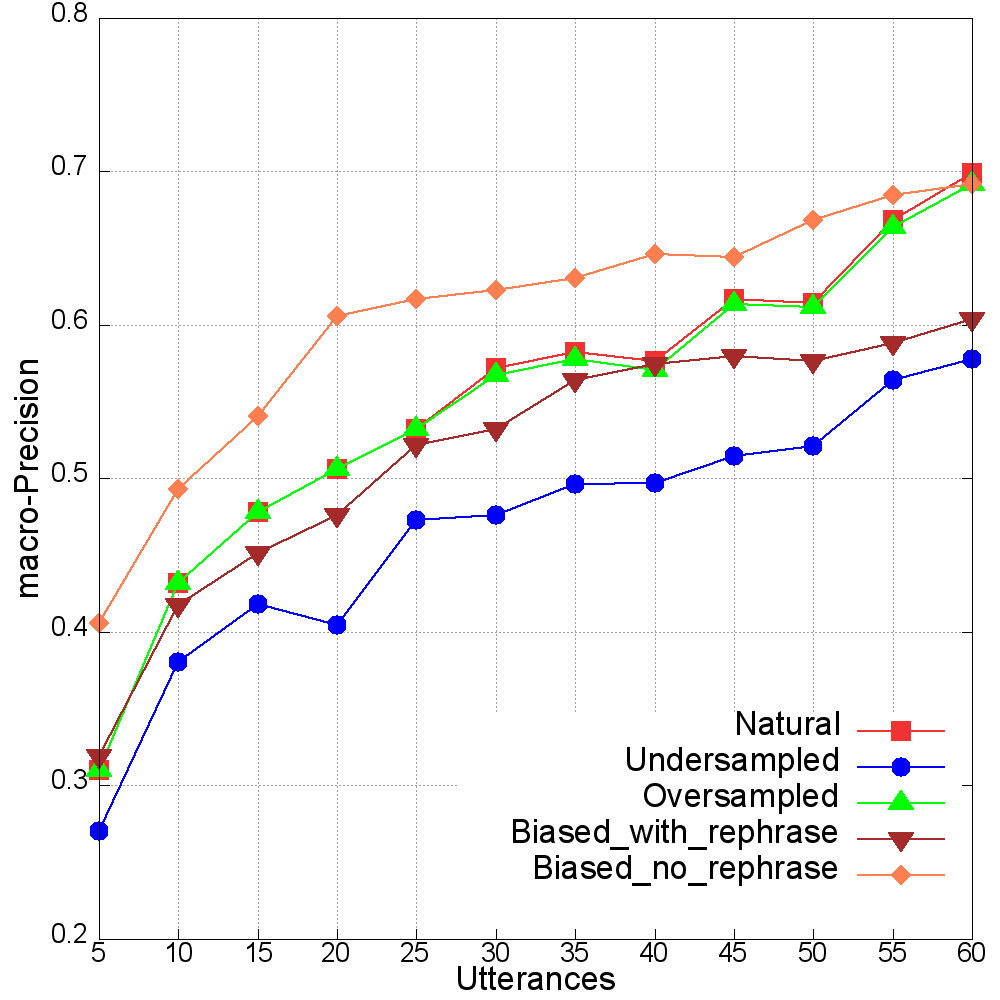 0.8
0.7
0.6
0.5
0.4
0.3
0.2
macro-Precision
Natural
Undersampled
Oversampled
Biased_with_rephrase
Biased_no_rephrase
5 10 15 20 25 30 35 40 45 50 55 60
Utterances